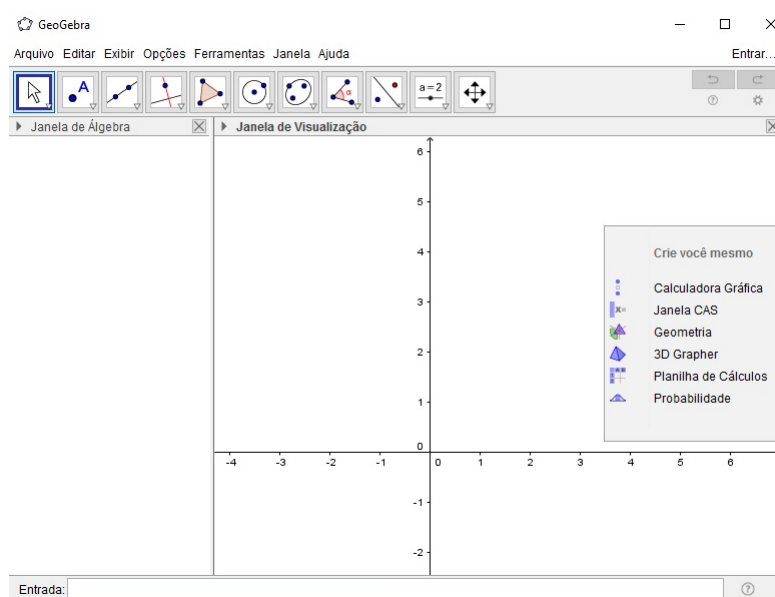 GeoGebra
Arquivo Editar Exibir Opções Ferramentas Janela Ajuda Entrar...
A α a=2
Janela de Álgebra
Janela de Visualização
6
5
4
3
2
1
0
-4 -3 -2 -1 0 1 2 3 4 5 6
-1
-2
Crie você mesmo
Calculadora Gráfica
x= Janela CAS
Geometria
3D Grapher
Planilha de Cálculos
Probabilidade
Entrada: